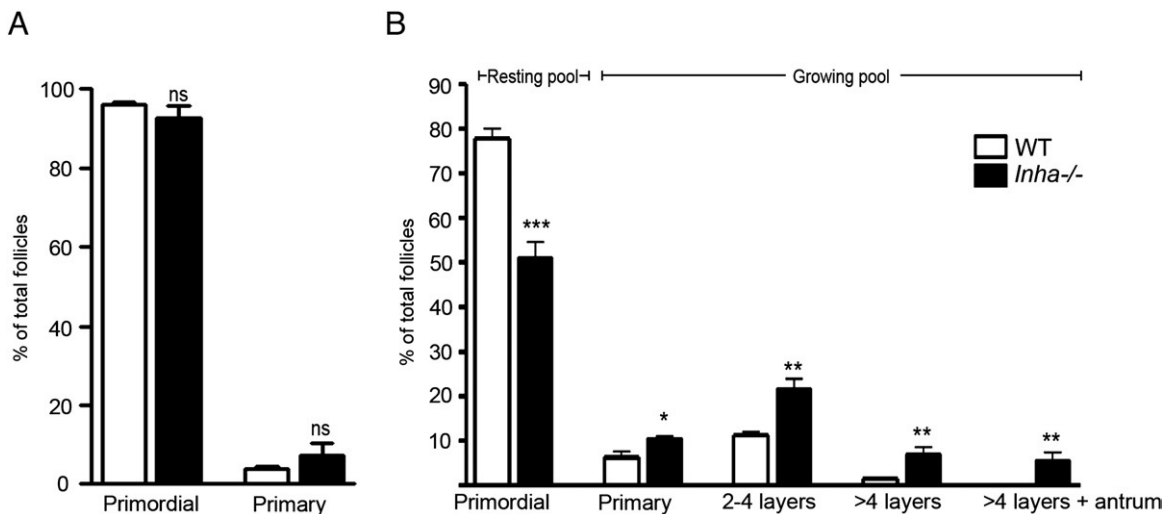 A
% of total follicles
100
80
60
40
20
0
ns
ns
Primordial
Primary
B
Resting pool
Growing pool
% of total follicles
90
80
70
60
50
40
30
20
10
***
*
**
**
**
WT
Inha-/-
Primordial
Primary
2-4 layers
>4 layers
>4 layers + antrum